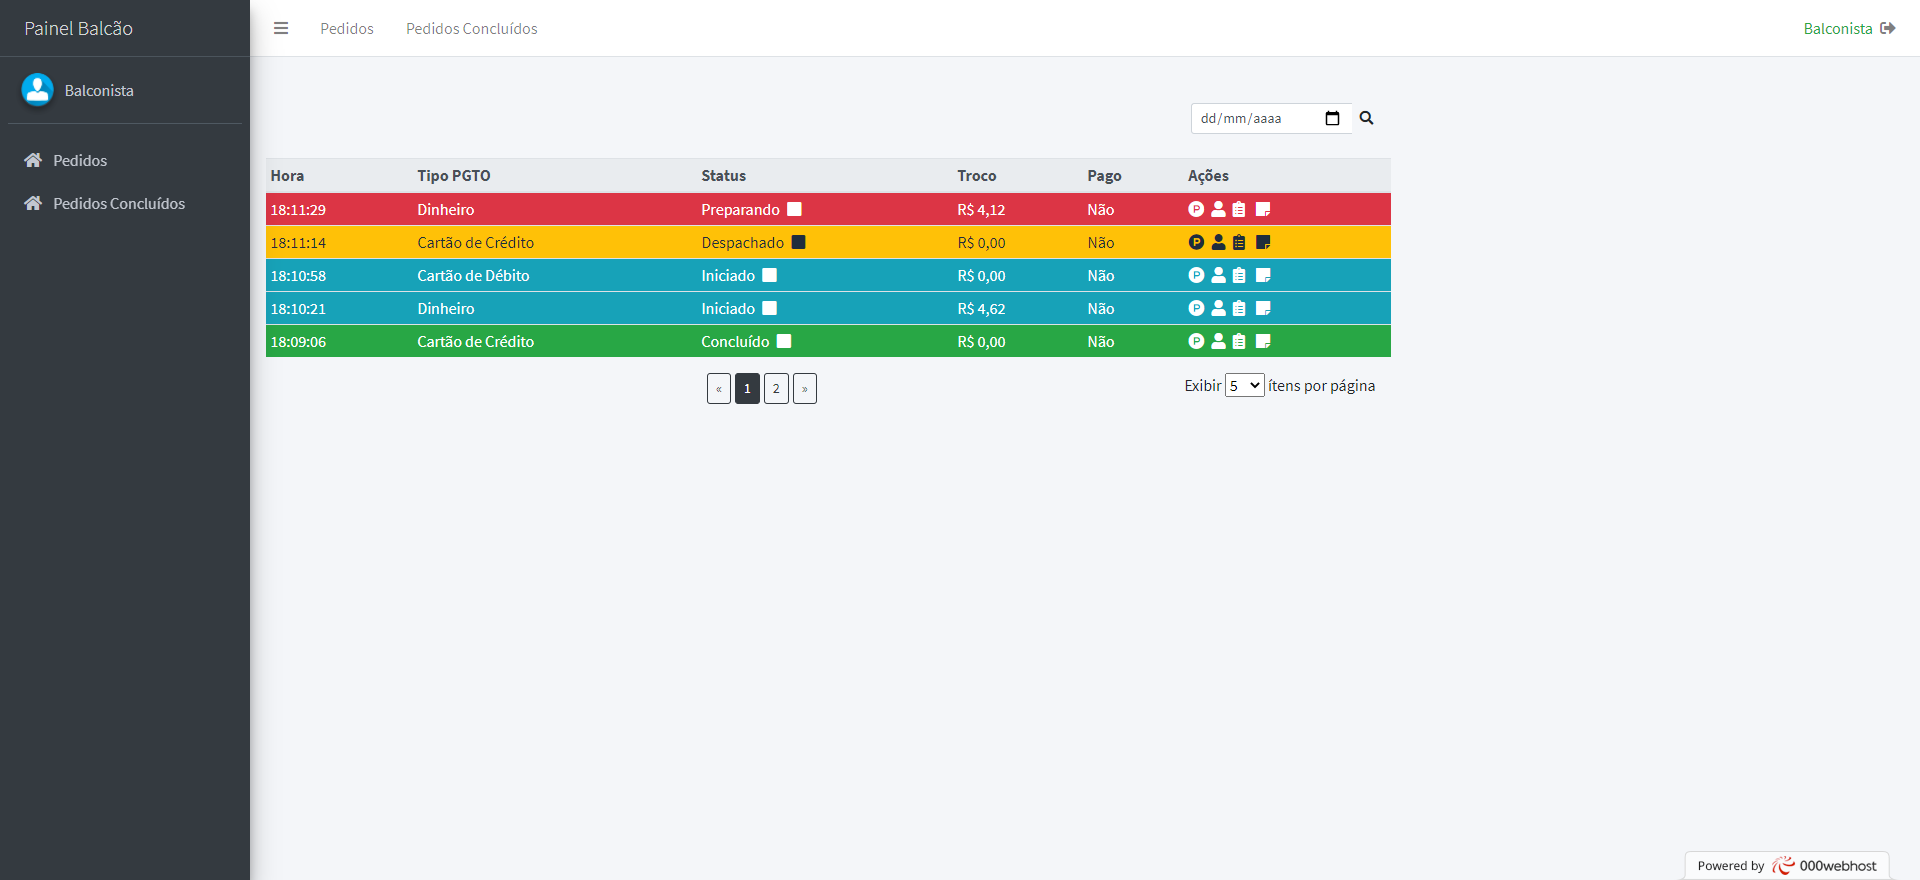 Painel Balcão
Pedidos
Pedidos Concluídos
Balconista
Balconista
Pedidos
Pedidos Concluídos
dd/mm/aaaa
Hora Tipo PGTO Status Troco Pago Ações
18:11:29 Dinheiro Preparando R$ 4,12 Não P
18:11:14 Cartão de Crédito Despachado R$ 0,00 Não P
18:10:58 Cartão de Débito Iniciado R$ 0,00 Não P
18:10:21 Dinheiro Iniciado R$ 4,62 Não P
18:09:06 Cartão de Crédito Concluído R$ 0,00 Não P
« 1 2 »
Exibir 5 ítens por página
Powered by 000webhost